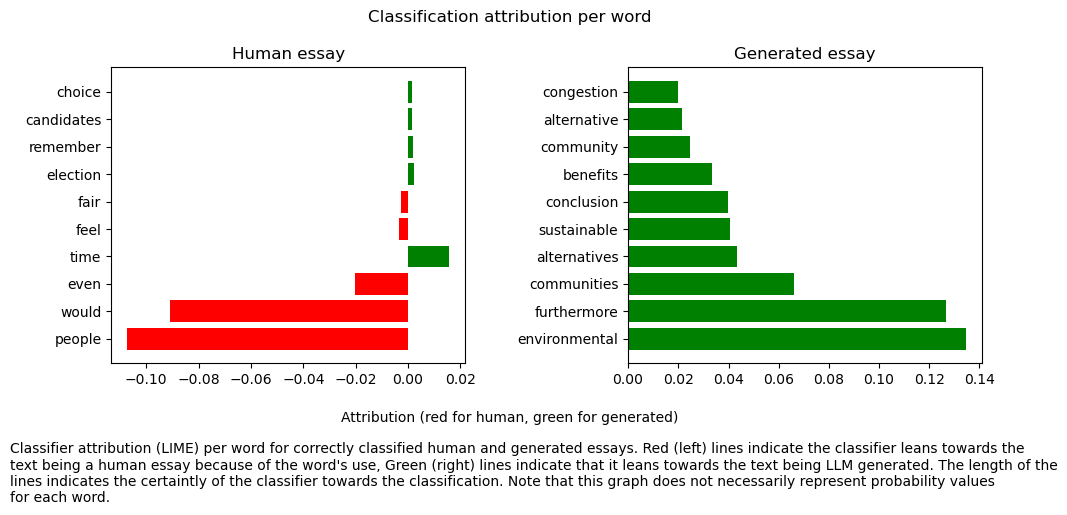 Classification attribution per word
Human essay
choice
candidates
remember
election
fair
feel
time
even
would
people
−0.10 −0.08 −0.06 −0.04 −0.02 0.00 0.02
Generated essay
congestion
alternative
community
benefits
conclusion
sustainable
alternatives
communities
furthermore
environmental
0.00 0.02 0.04 0.06 0.08 0.10 0.12 0.14
Attribution (red for human, green for generated)
Classifier attribution (LIME) per word for correctly classified human and generated essays. Red (left) lines indicate the classifier leans towards the
text being a human essay because of the word's use, Green (right) lines indicate that it leans towards the text being LLM generated. The length of the
lines indicates the certaintly of the classifier towards the classification. Note that this graph does not necessarily represent probability values
for each word.